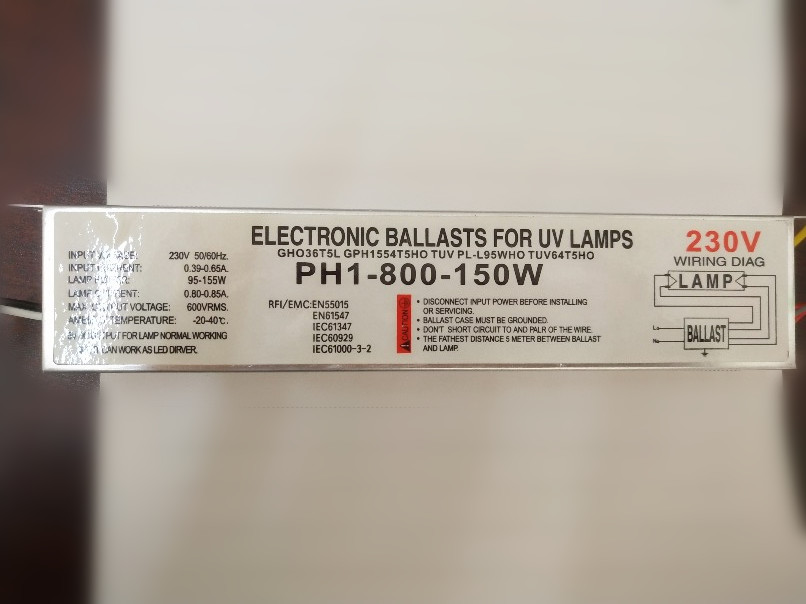 ELECTRONIC BALLASTS FOR UV LAMPS
GHO36T5L GPH1554T5HO TUV PL-L95WHO TUV64T5HO
PH1-800-150W
230V 50/60Hz.
0.39-0.65A.
95-155W
0.80-0.85A.
VOLTAGE: 600VRMS.
TEMPERATURE: -20-40℃.
FOR LAMP NORMAL WORKING
CAN WORK AS LED DIRVER.
RFI/EMC:EN55015
EN61547
IEC61347
IEC60929
IEC61000-3-2
CAUTION
• DISCONNECT INPUT POWER BEFORE INSTALLING
OR SERVICING.
• BALLAST CASE MUST BE GROUNDED.
• DON'T SHORT CIRCUIT TO AND PALR OF THE WIRE.
• THE FATHEST DISTANCE 5 METER BETWEEN BALLAST
AND LAMP.
230V
WIRING DIAG
LAMP
BALLAST